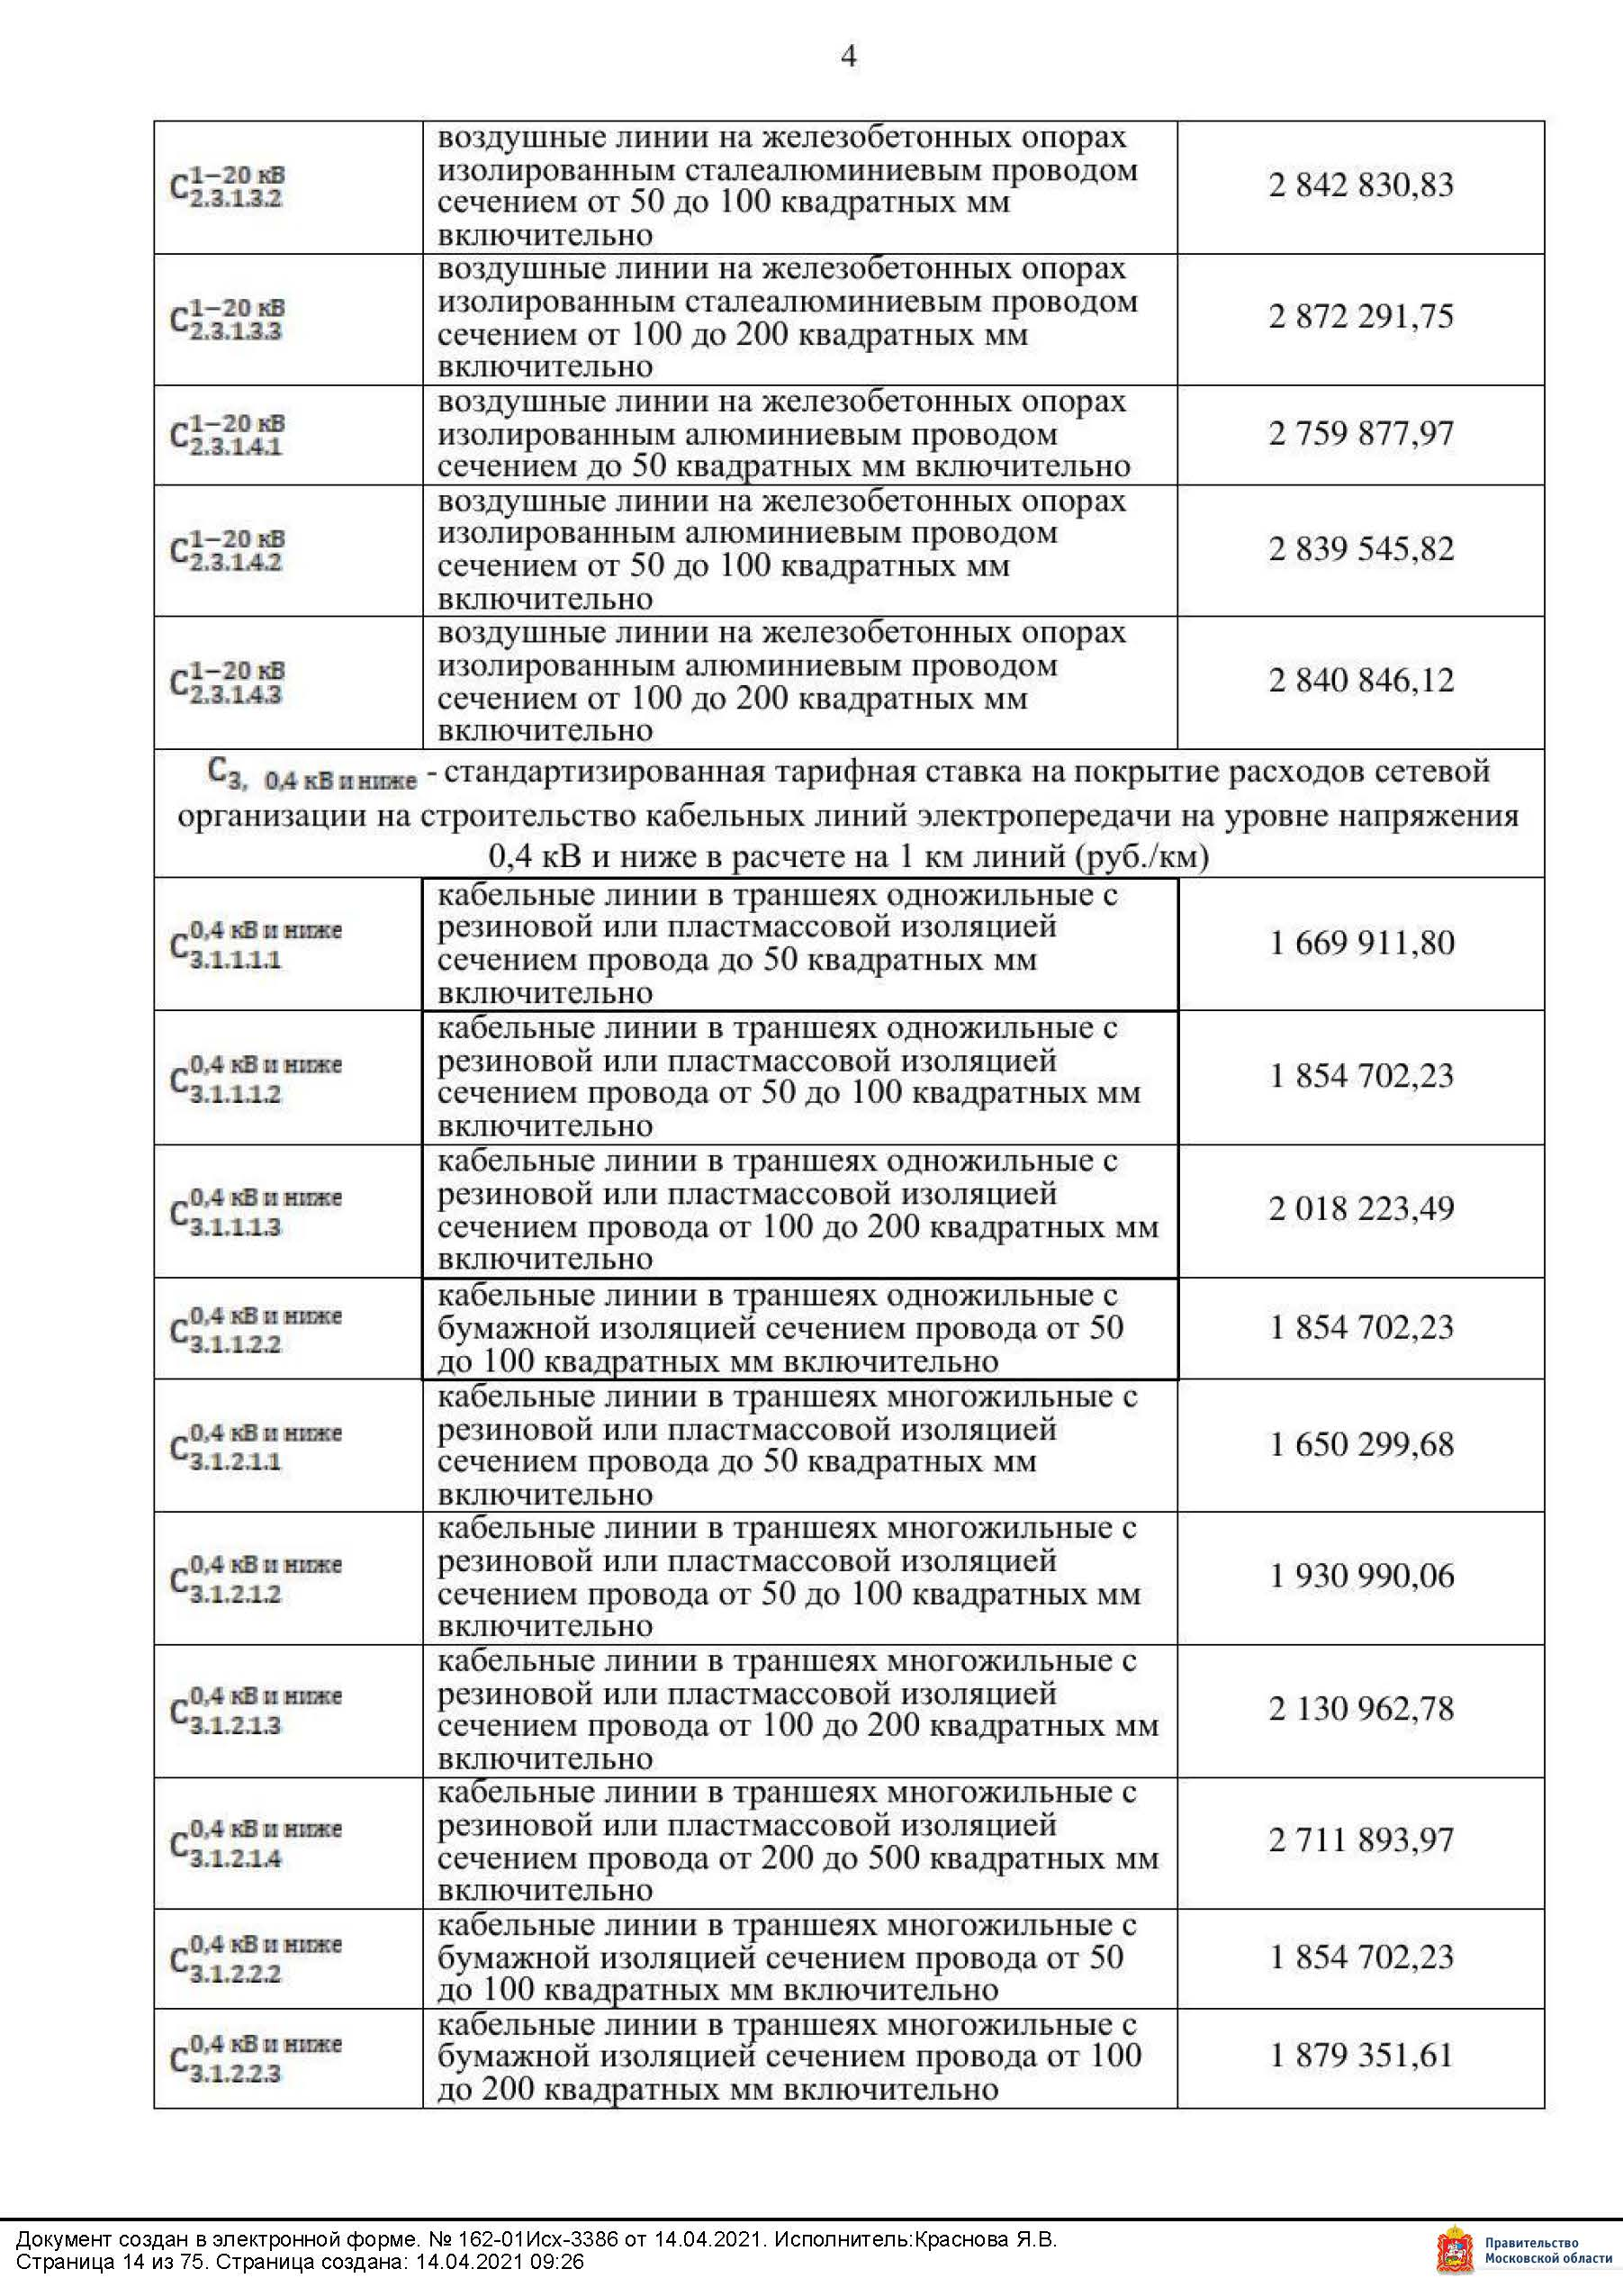 4
С 1–20 кВ 2.3.1.3.2
воздушные линии на железобетонных опорах
изолированным сталеалюминиевым проводом
сечением от 50 до 100 квадратных мм
включительно
2 842 830,83
С 1–20 кВ 2.3.1.3.3
воздушные линии на железобетонных опорах
изолированным сталеалюминиевым проводом
сечением от 100 до 200 квадратных мм
включительно
2 872 291,75
С 1–20 кВ 2.3.1.4.1
воздушные линии на железобетонных опорах
изолированным алюминиевым проводом
сечением до 50 квадратных мм включительно
2 759 877,97
С 1–20 кВ 2.3.1.4.2
воздушные линии на железобетонных опорах
изолированным алюминиевым проводом
сечением от 50 до 100 квадратных мм
включительно
2 839 545,82
С 1–20 кВ 2.3.1.4.3
воздушные линии на железобетонных опорах
изолированным алюминиевым проводом
сечением от 100 до 200 квадратных мм
включительно
2 840 846,12
С 3, 0,4 кВ и ниже - стандартизированная тарифная ставка на покрытие расходов сетевой
организации на строительство кабельных линий электропередачи на уровне напряжения
0,4 кВ и ниже в расчете на 1 км линий (руб./км)
С 0,4 кВ и ниже 3.1.1.1.1
кабельные линии в траншеях одножильные с
резиновой или пластмассовой изоляцией
сечением провода до 50 квадратных мм
включительно
1 669 911,80
С 0,4 кВ и ниже 3.1.1.1.2
кабельные линии в траншеях одножильные с
резиновой или пластмассовой изоляцией
сечением провода от 50 до 100 квадратных мм
включительно
1 854 702,23
С 0,4 кВ и ниже 3.1.1.1.3
кабельные линии в траншеях одножильные с
резиновой или пластмассовой изоляцией
сечением провода от 100 до 200 квадратных мм
включительно
2 018 223,49
С 0,4 кВ и ниже 3.1.1.2.2
кабельные линии в траншеях одножильные с
бумажной изоляцией сечением провода от 50
до 100 квадратных мм включительно
1 854 702,23
С 0,4 кВ и ниже 3.1.2.1.1
кабельные линии в траншеях многожильные с
резиновой или пластмассовой изоляцией
сечением провода до 50 квадратных мм
включительно
1 650 299,68
С 0,4 кВ и ниже 3.1.2.1.2
кабельные линии в траншеях многожильные с
резиновой или пластмассовой изоляцией
сечением провода от 50 до 100 квадратных мм
включительно
1 930 990,06
С 0,4 кВ и ниже 3.1.2.1.3
кабельные линии в траншеях многожильные с
резиновой или пластмассовой изоляцией
сечением провода от 100 до 200 квадратных мм
включительно
2 130 962,78
С 0,4 кВ и ниже 3.1.2.1.4
кабельные линии в траншеях многожильные с
резиновой или пластмассовой изоляцией
сечением провода от 200 до 500 квадратных мм
включительно
2 711 893,97
С 0,4 кВ и ниже 3.1.2.2.2
кабельные линии в траншеях многожильные с
бумажной изоляцией сечением провода от 50
до 100 квадратных мм включительно
1 854 702,23
С 0,4 кВ и ниже 3.1.2.2.3
кабельные линии в траншеях многожильные с
бумажной изоляцией сечением провода от 100
до 200 квадратных мм включительно
1 879 351,61
Документ создан в электронной форме. № 162-01Исх-3386 от 14.04.2021. Исполнитель:Краснова Я.В.
Страница 14 из 75. Страница создана: 14.04.2021 09:26
Правительство
Московской области